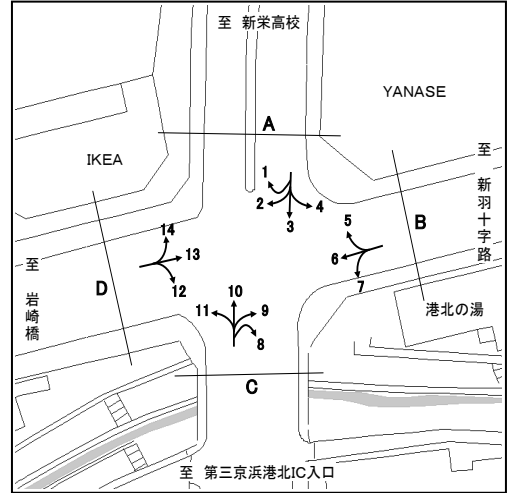 至 新栄高校
A
YANASE
IKEA
至 新羽十字路
B
1
2
3
4
5
6
7
14
13
12
D
至 岩崎橋
港北の湯
10
11
9
8
C
至 第三京浜港北IC入口